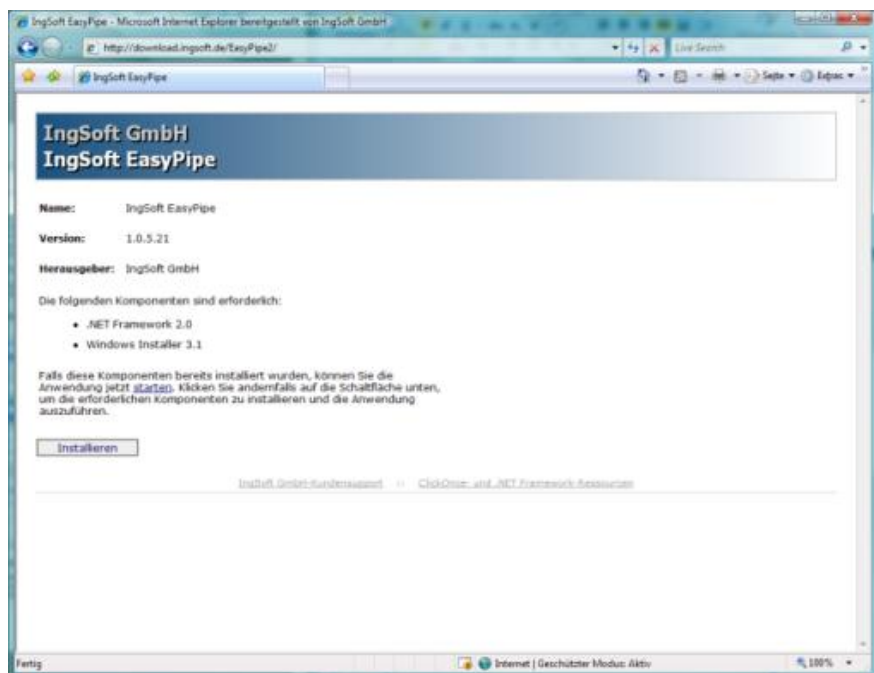 IngSoft EasyPipe - Microsoft Internet Explorer bereitgestellt von IngSoft GmbH
http://download.ingsoft.de/EasyPipe2/
Live Search
IngSoft EasyPipe
Seite
Extras
IngSoft GmbH
IngSoft EasyPipe
Name: IngSoft EasyPipe
Version: 1.0.5.21
Herausgeber: IngSoft GmbH
Die folgenden Komponenten sind erforderlich:
• .NET Framework 2.0
• Windows Installer 3.1
Falls diese Komponenten bereits installiert wurden, können Sie die
Anwendung jetzt starten. Klicken Sie andernfalls auf die Schaltfläche unten,
um die erforderlichen Komponenten zu installieren und die Anwendung
auszuführen.
Installieren
IngSoft GmbH-Kundensupport :: ClickOnce- und .NET Framework-Ressourcen
Fertig
Internet | Geschützter Modus: Aktiv
100%